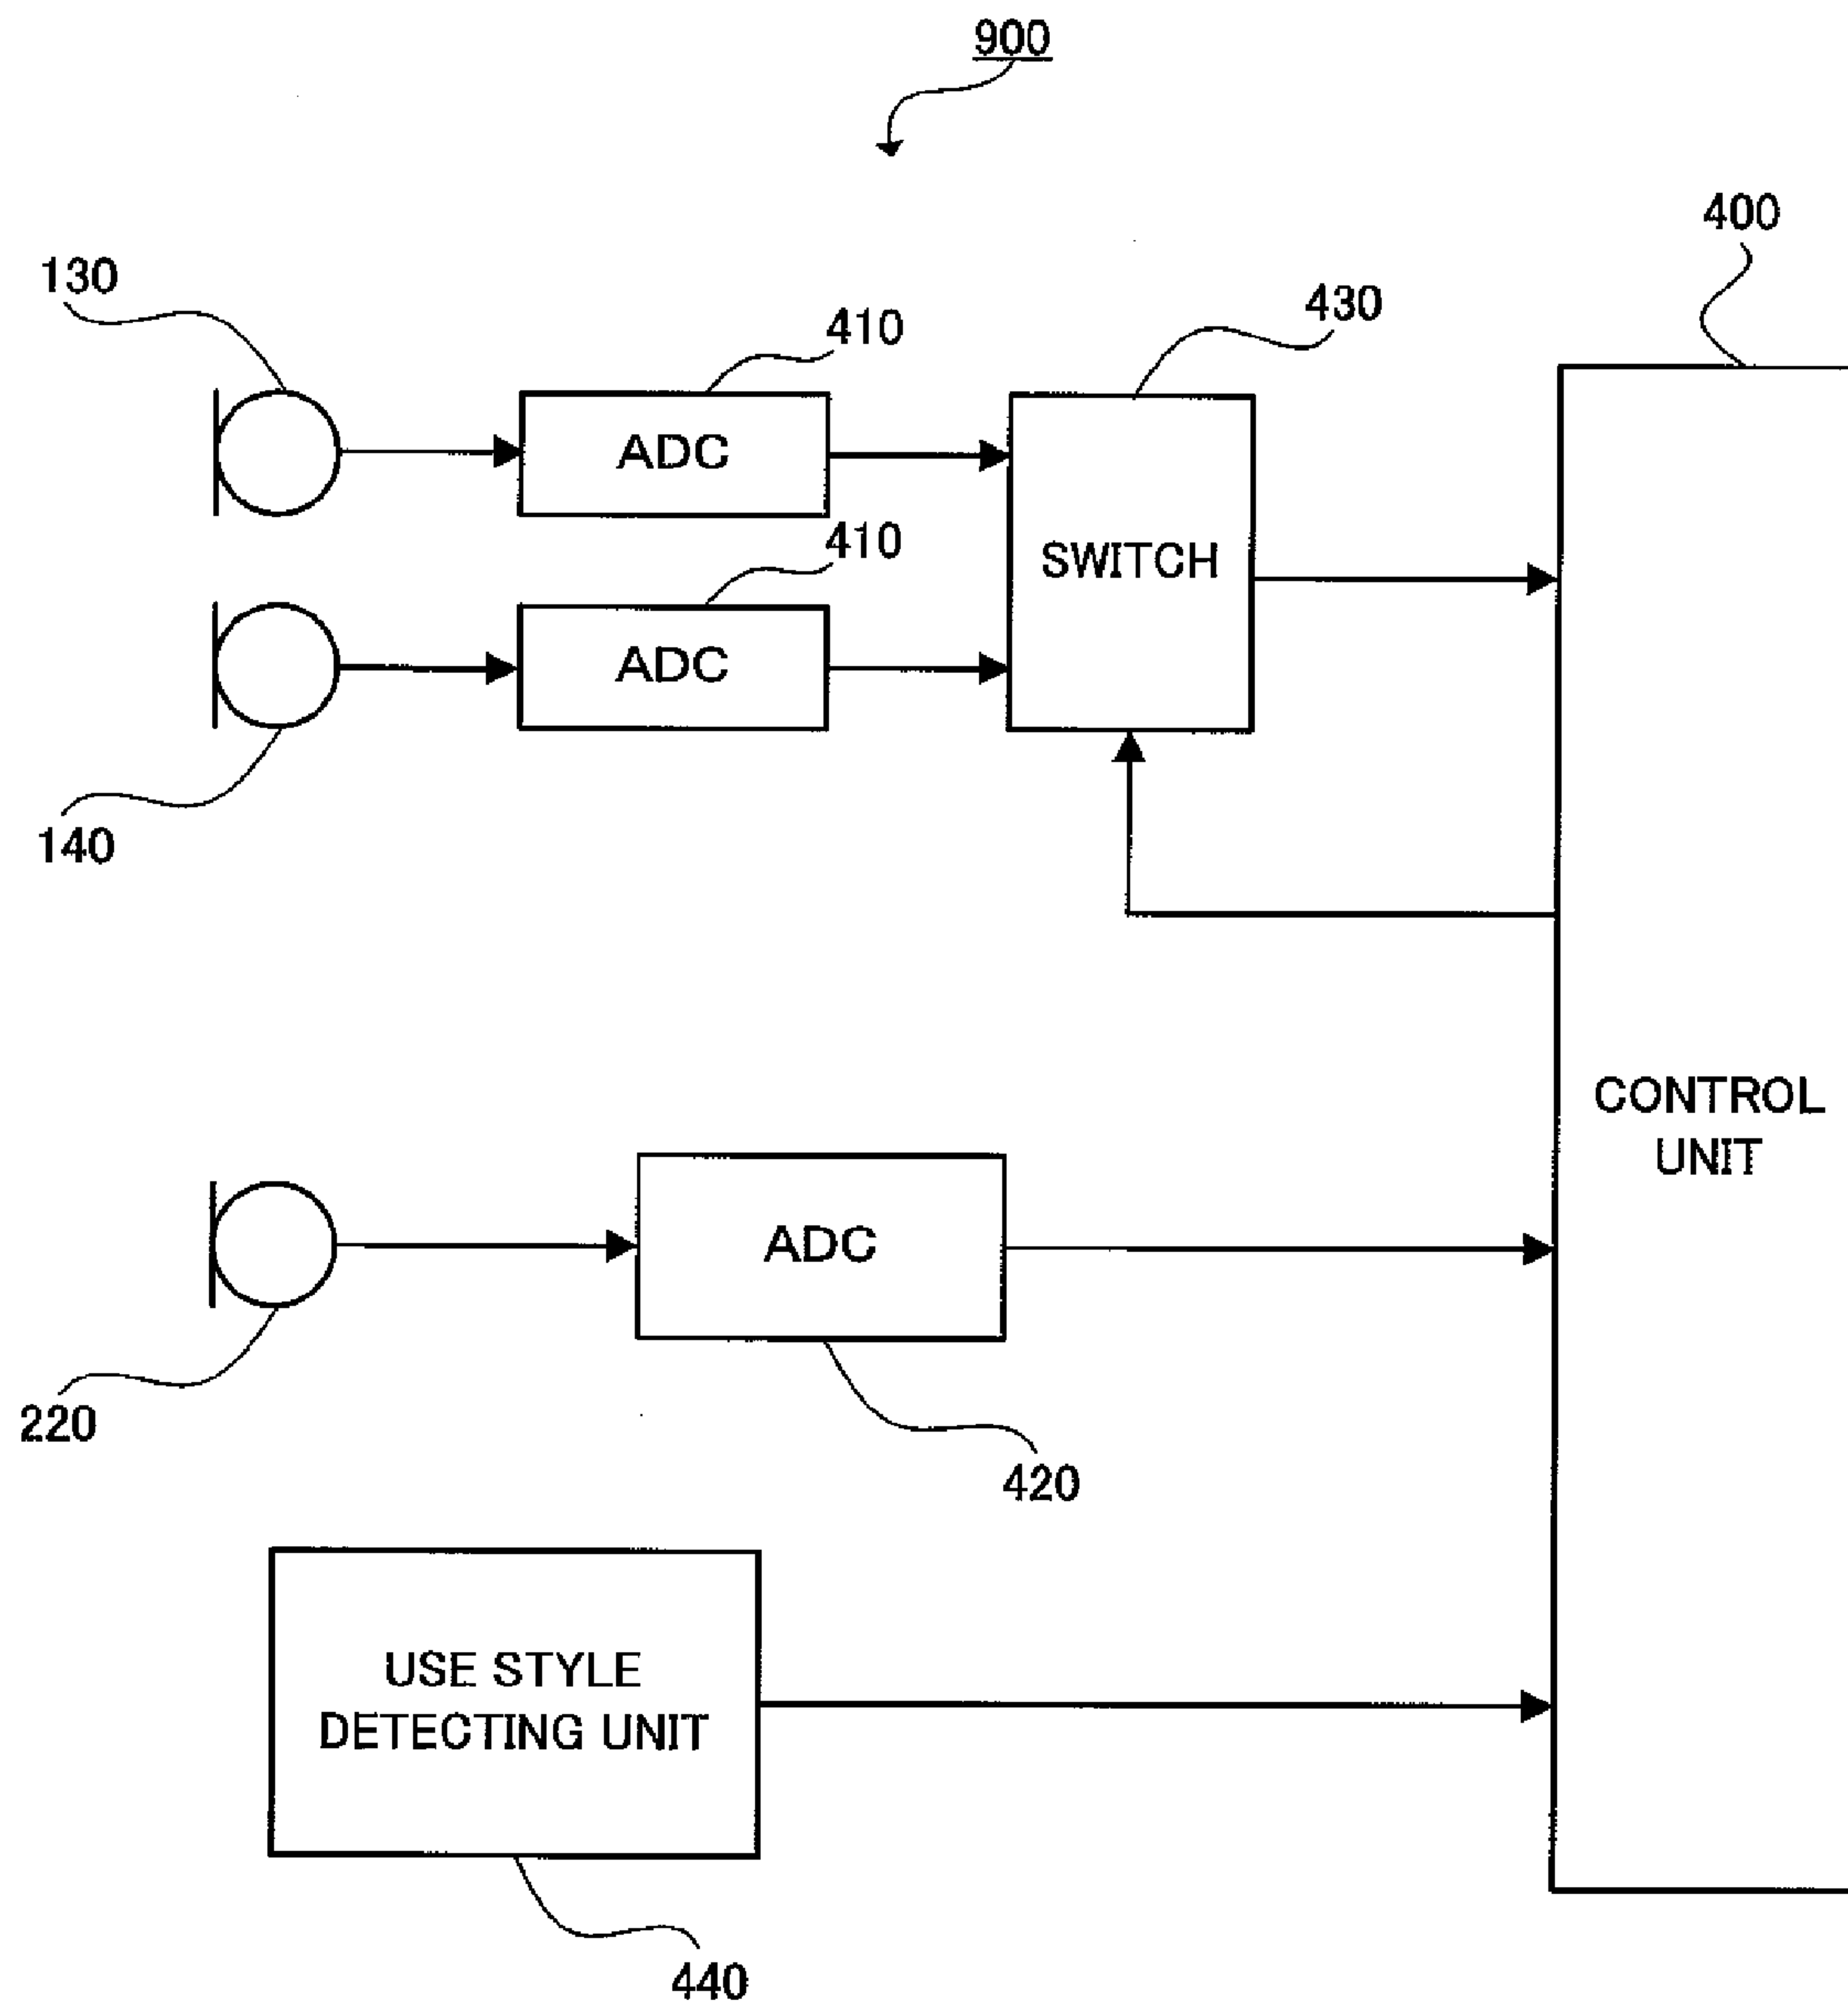 900
400
130
430
410
ADC
410
SWITCH
ADC
140
CONTROL
UNIT
ADC
220
420
USE STYLE
DETECTING UNIT
440